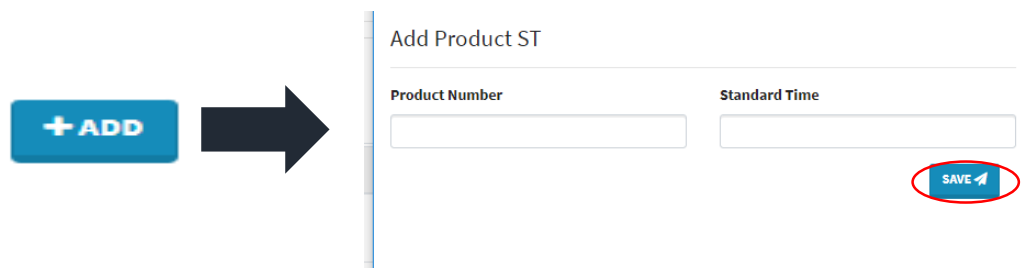 + ADD
Add Product ST
Product Number
Standard Time
SAVE